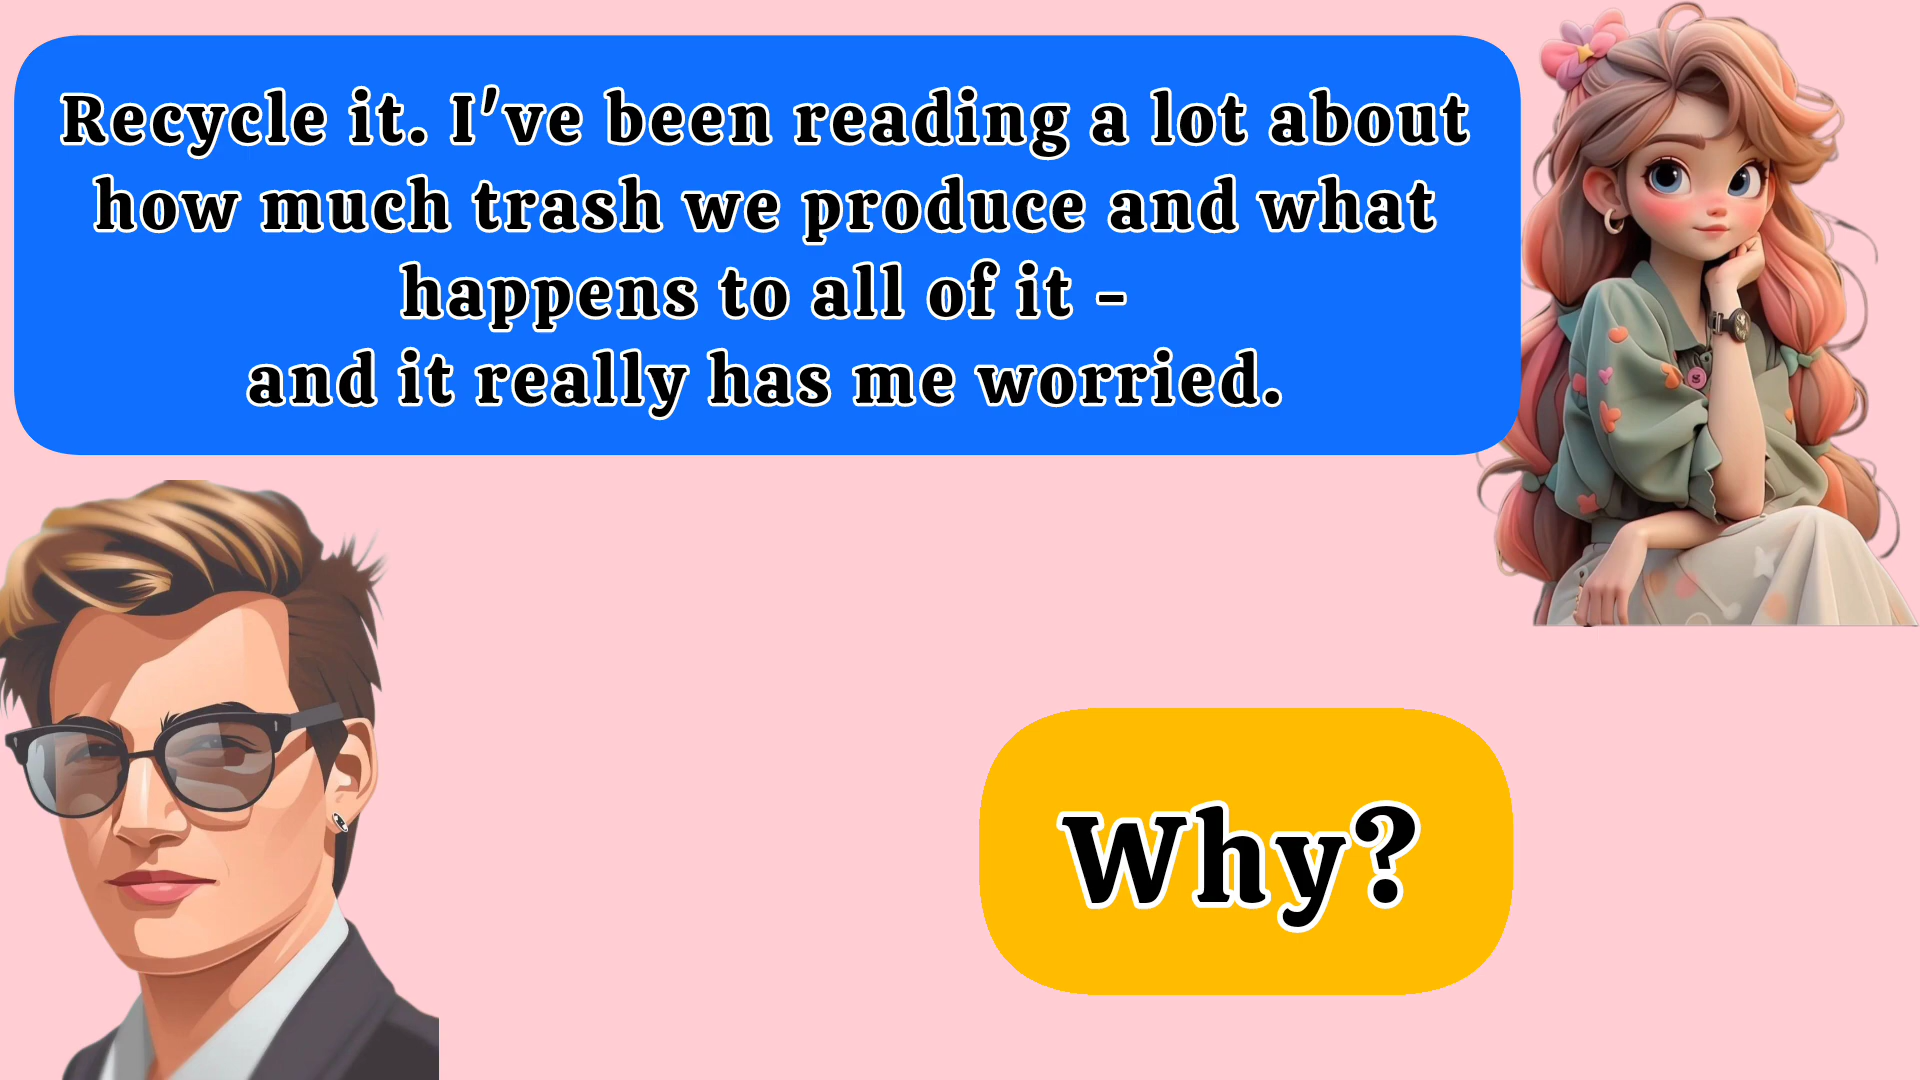 Recycle it. I've been reading a lot about
how much trash we produce and what
happens to all of it -
and it really has me worried.
Why?